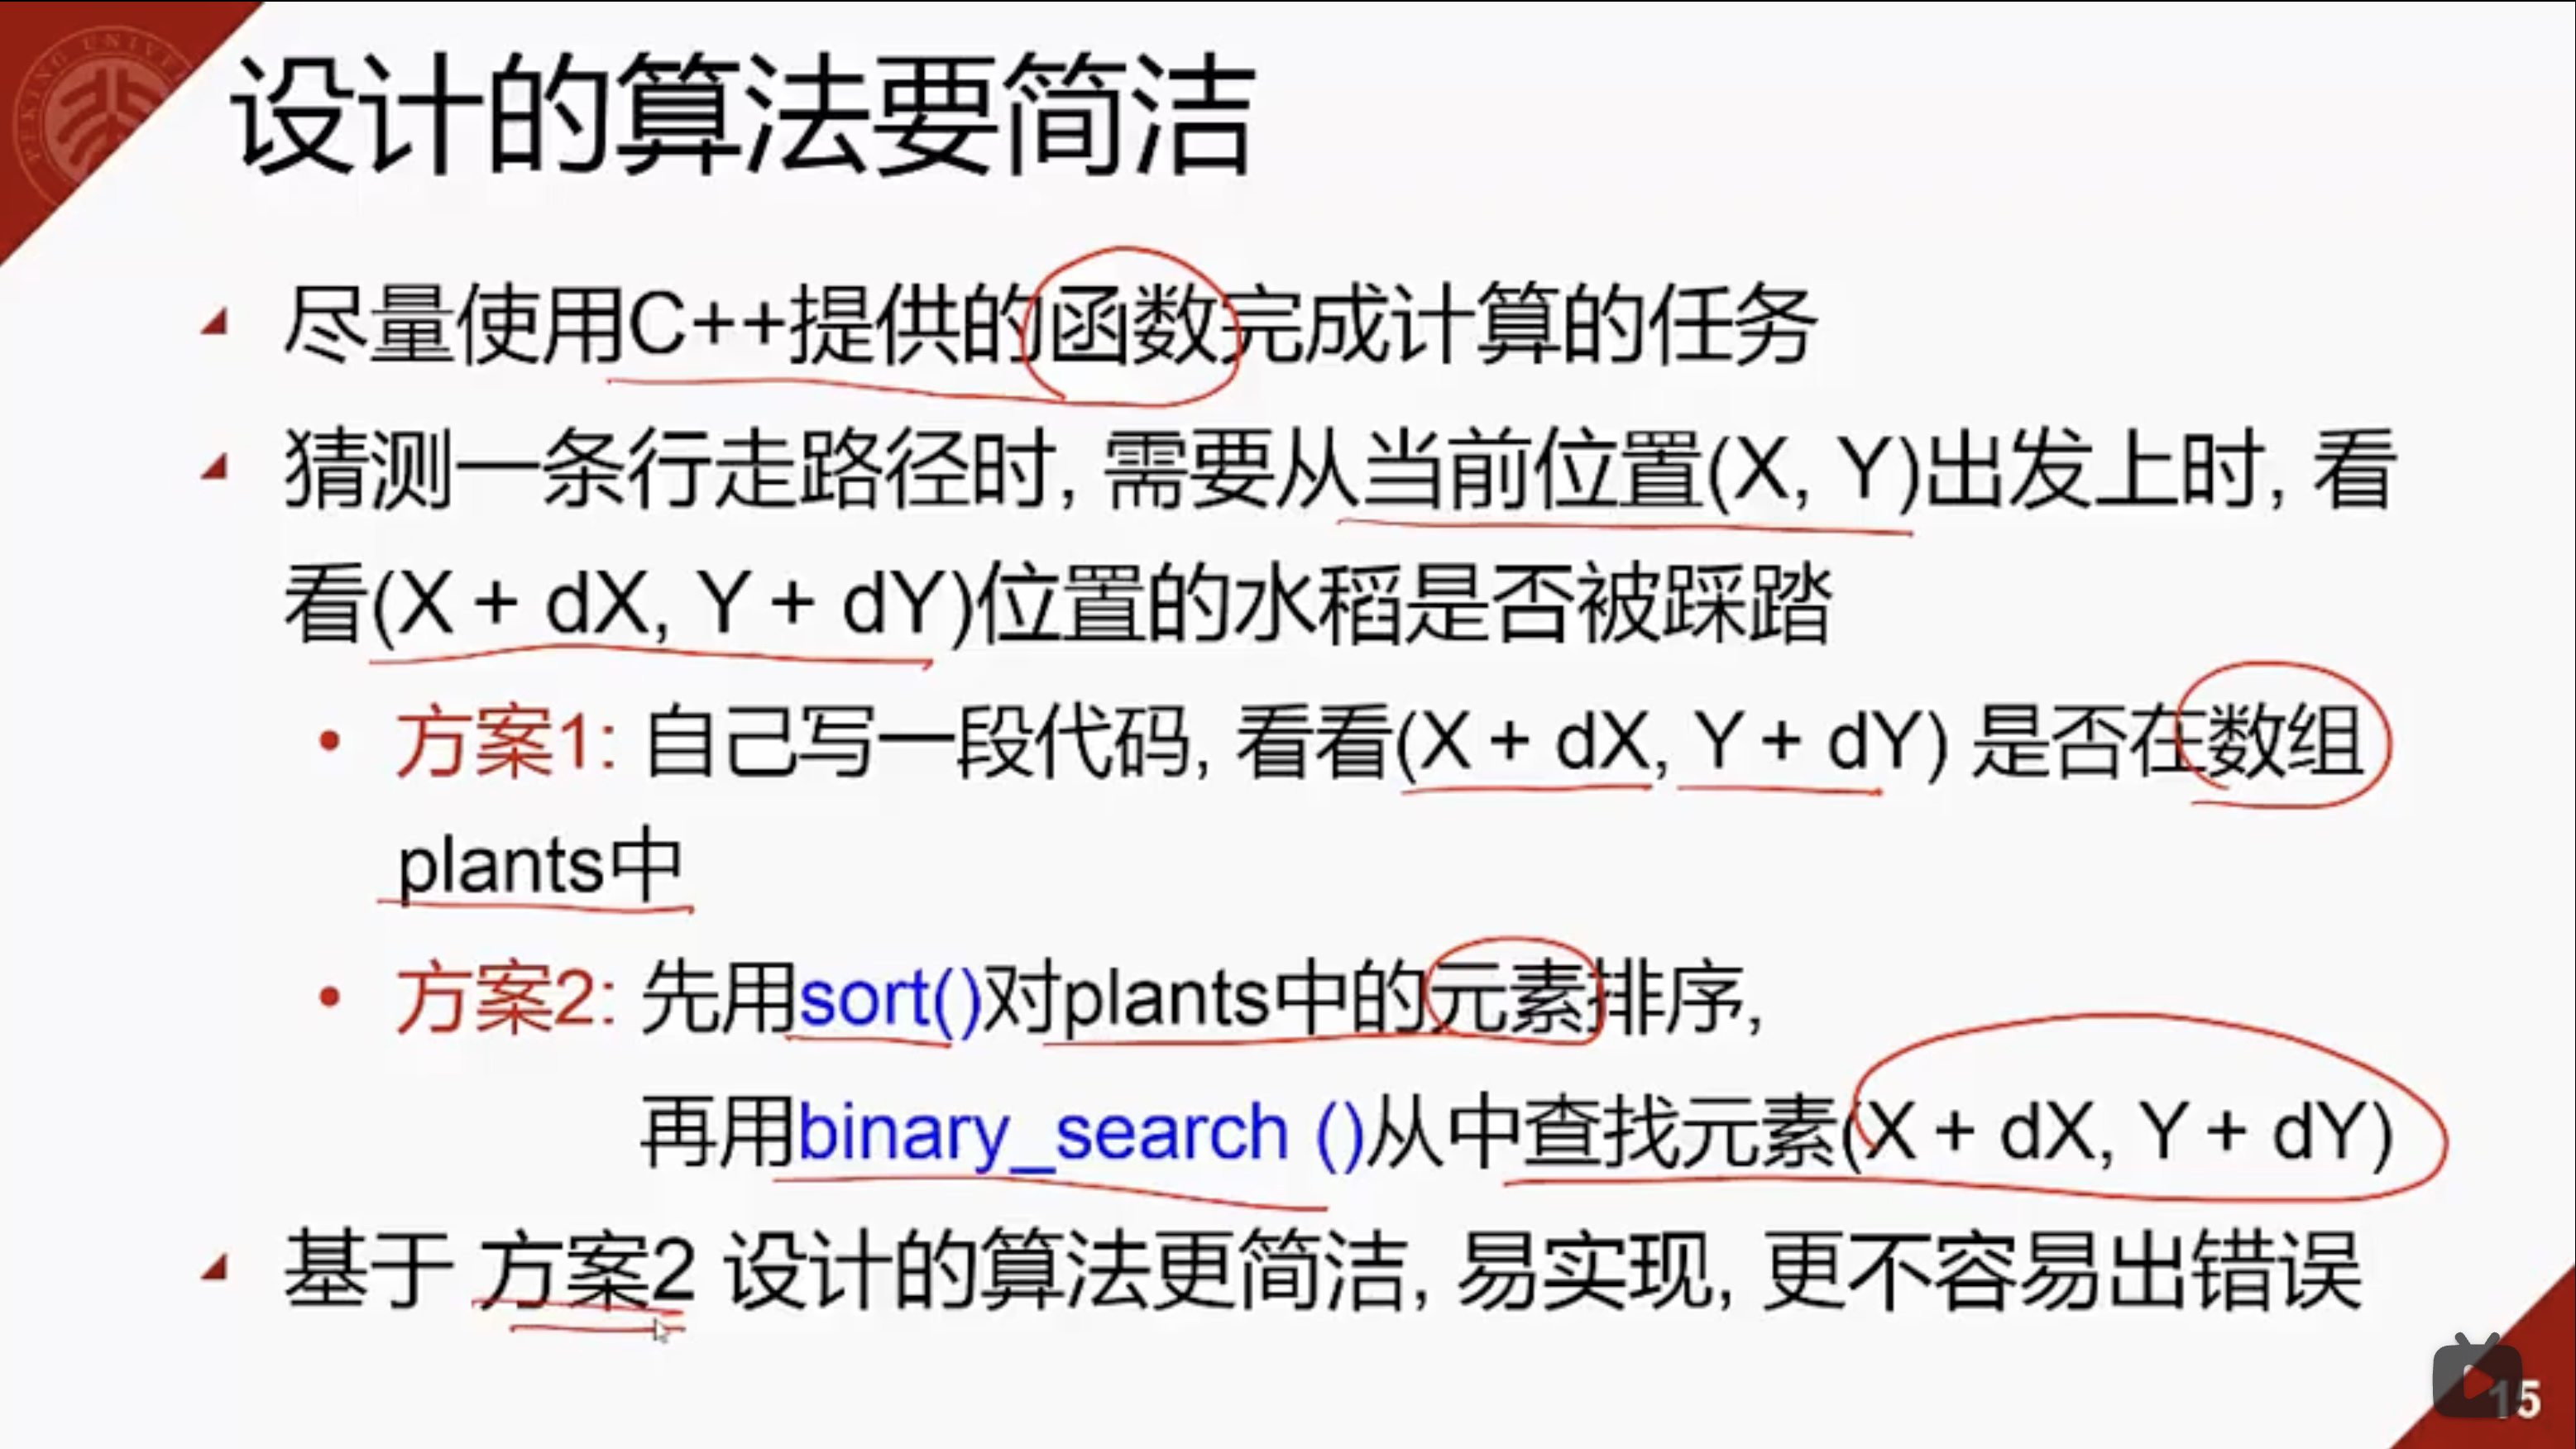 设计的算法要简洁
尽量使用C++提供的函数完成计算的任务
猜测一条行走路径时, 需要从当前位置(X, Y)出发上时, 看
看(X + dX, Y + dY)位置的水稻是否被踩踏
方案1: 自己写一段代码, 看看(X + dX, Y + dY) 是否在数组
plants中
方案2: 先用sort()对plants中的元素排序,
再用binary_search ()从中查找元素(X + dX, Y + dY)
基于 方案2 设计的算法更简洁, 易实现, 更不容易出错误
15